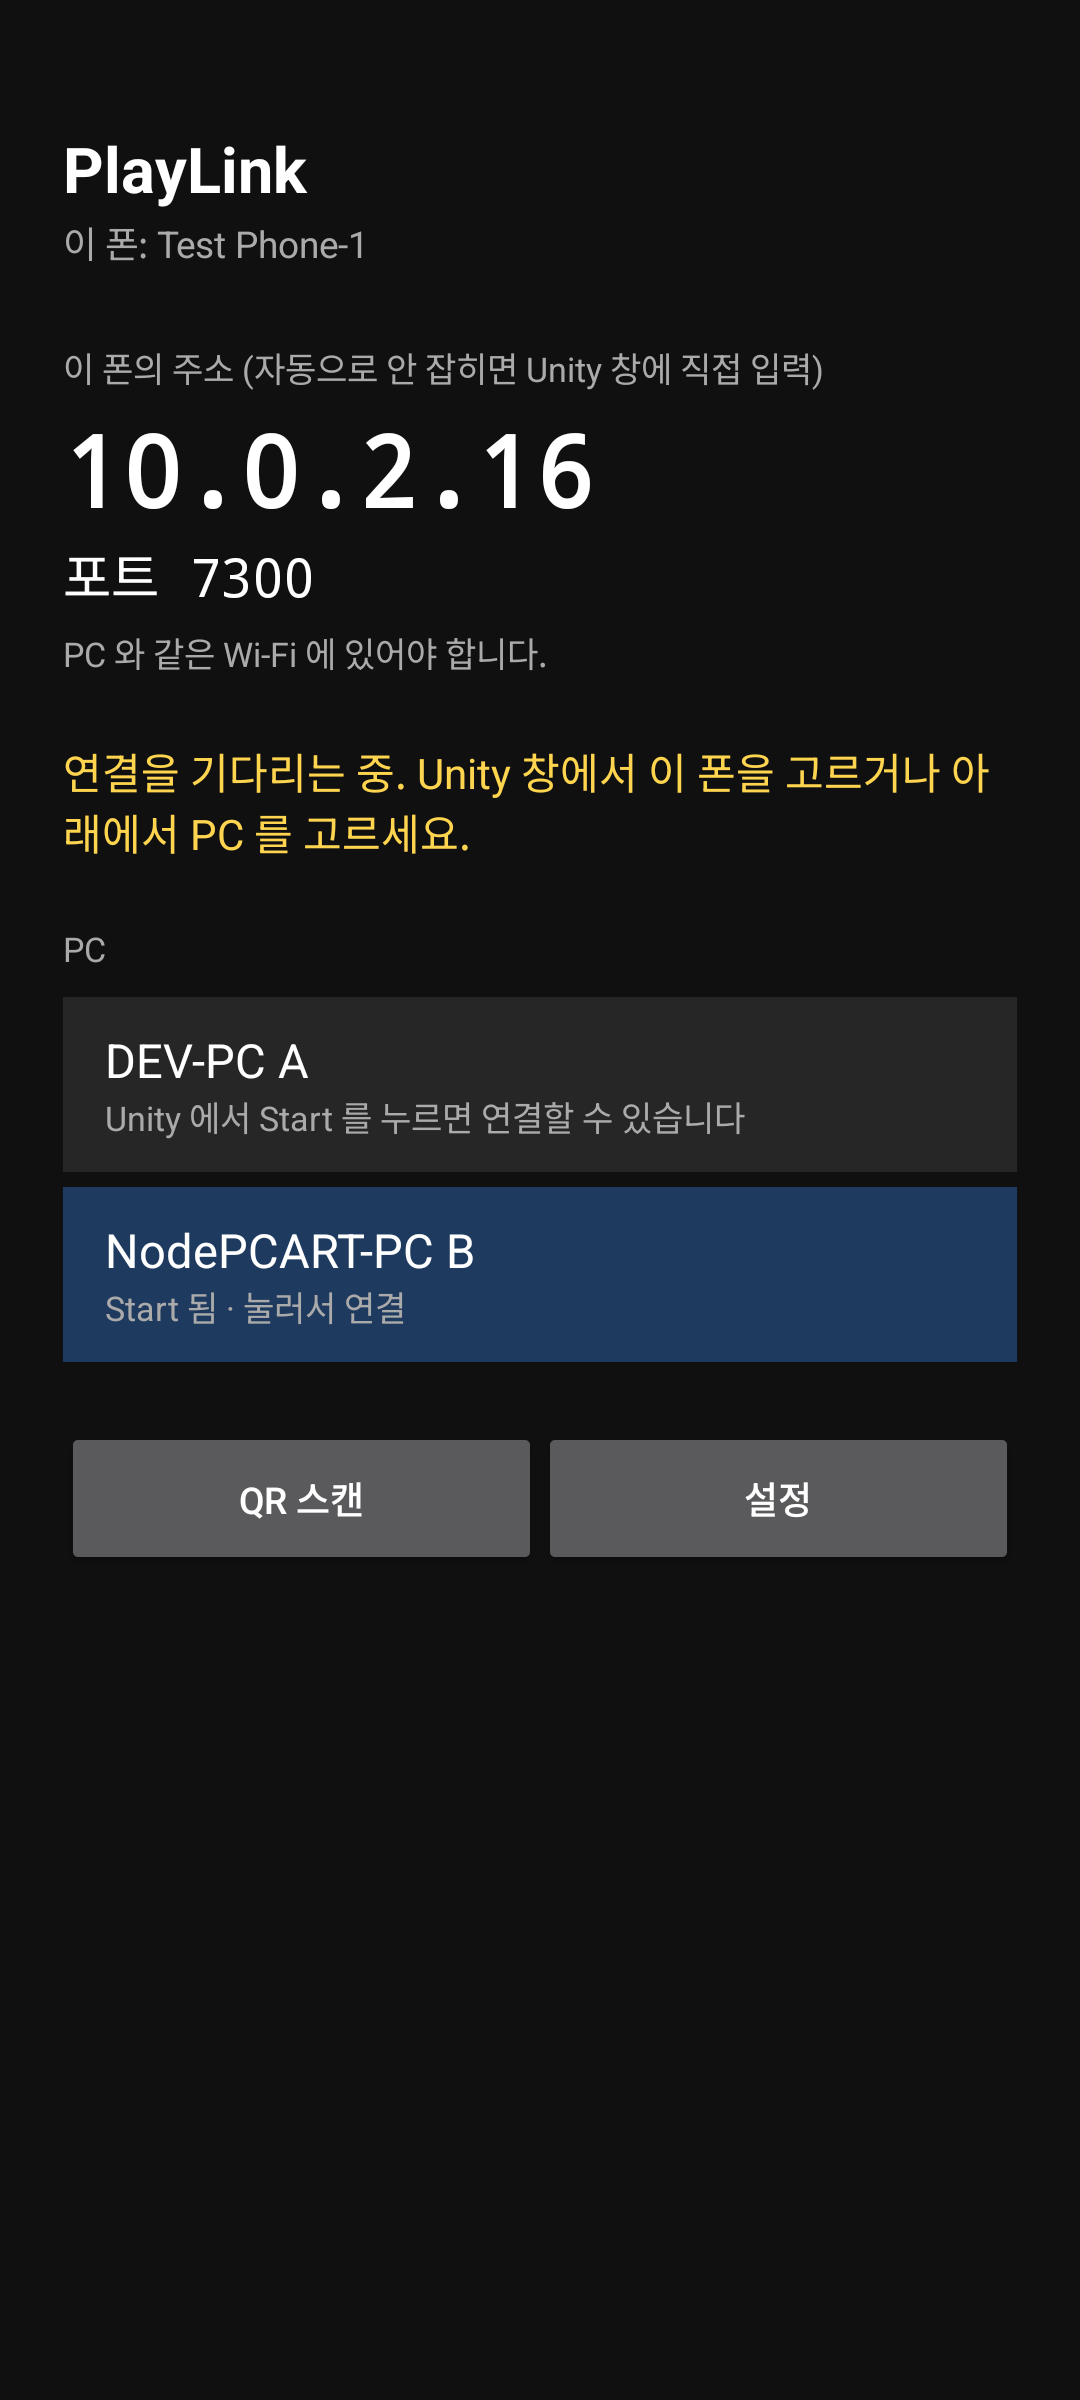 PlayLink
이 폰: Test Phone-1
이 폰의 주소 (자동으로 안 잡히면 Unity 창에 직접 입력)
10.0.2.16
포트 7300
PC 와 같은 Wi-Fi 에 있어야 합니다.
연결을 기다리는 중. Unity 창에서 이 폰을 고르거나 아
래에서 PC 를 고르세요.
PC
DEV-PC A
Unity 에서 Start 를 누르면 연결할 수 있습니다
NodePCART-PC B
Start 됨 · 눌러서 연결
QR 스캔
설정